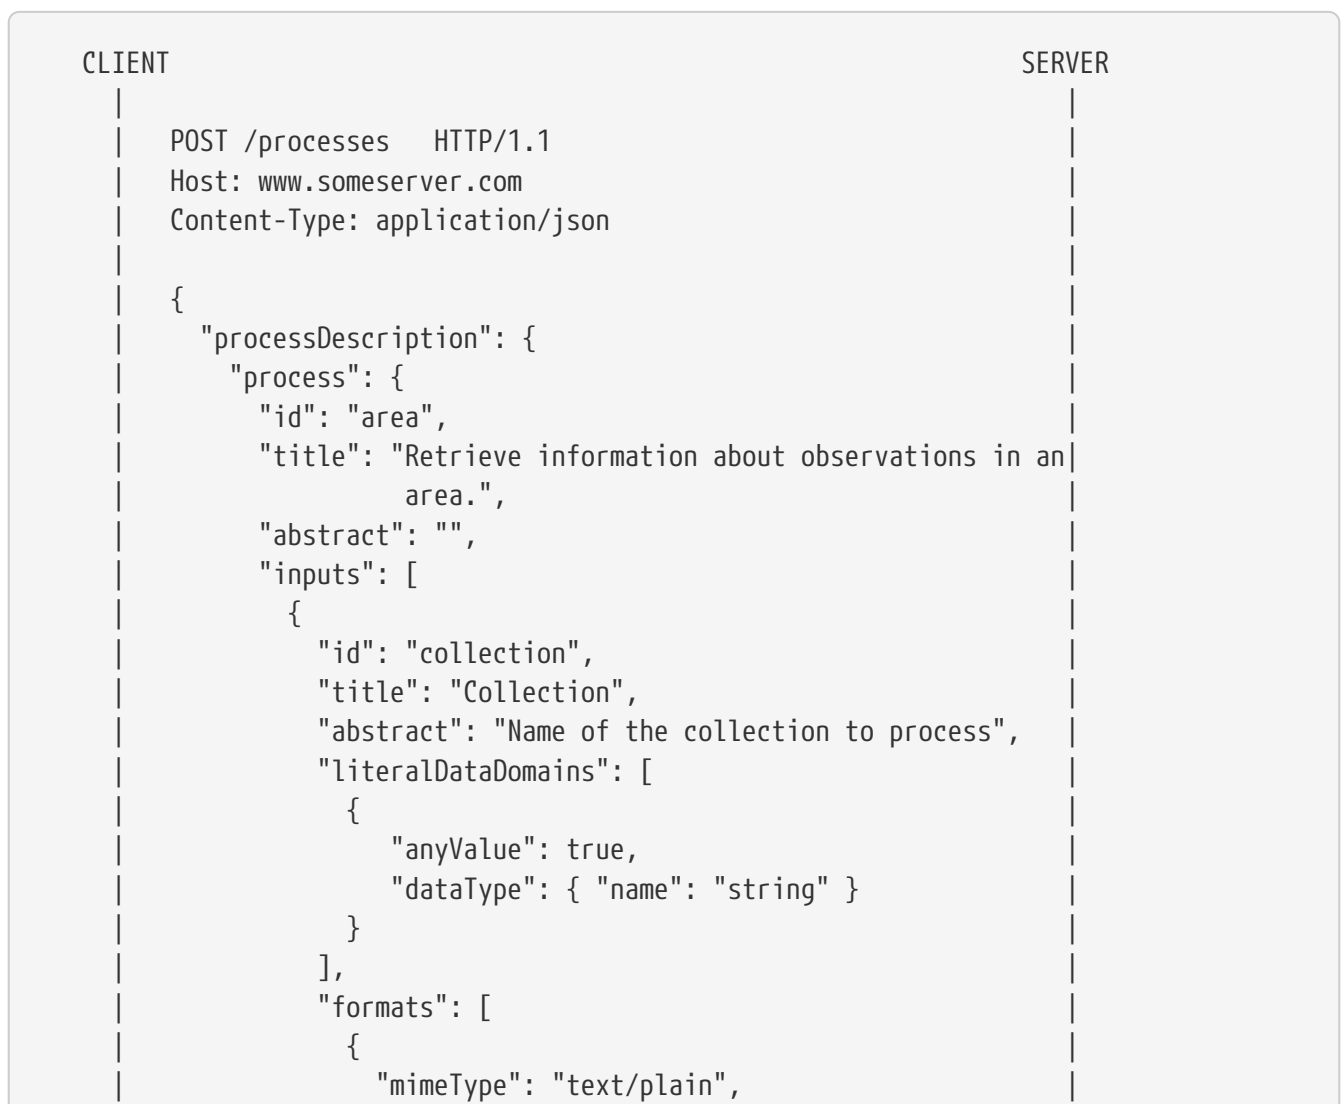 CLIENT                                                          SERVER
  |                                                                |
  |   POST /processes   HTTP/1.1                                   |
  |   Host: www.someserver.com                                     |
  |   Content-Type: application/json                               |
  |                                                                |
  |   {                                                            |
  |     "processDescription": {                                    |
  |       "process": {                                             |
  |         "id": "area",                                          |
  |         "title": "Retrieve information about observations in an|
  |                   area.",                                      |
  |         "abstract": "",                                        |
  |         "inputs": [                                            |
  |           {                                                    |
  |             "id": "collection",                                |
  |             "title": "Collection",                             |
  |             "abstract": "Name of the collection to process",   |
  |             "literalDataDomains": [                            |
  |               {                                                |
  |                  "anyValue": true,                             |
  |                  "dataType": { "name": "string" }              |
  |               }                                                |
  |             ],                                                 |
  |             "formats": [                                       |
  |               {                                                |
  |                 "mimeType": "text/plain",                      |